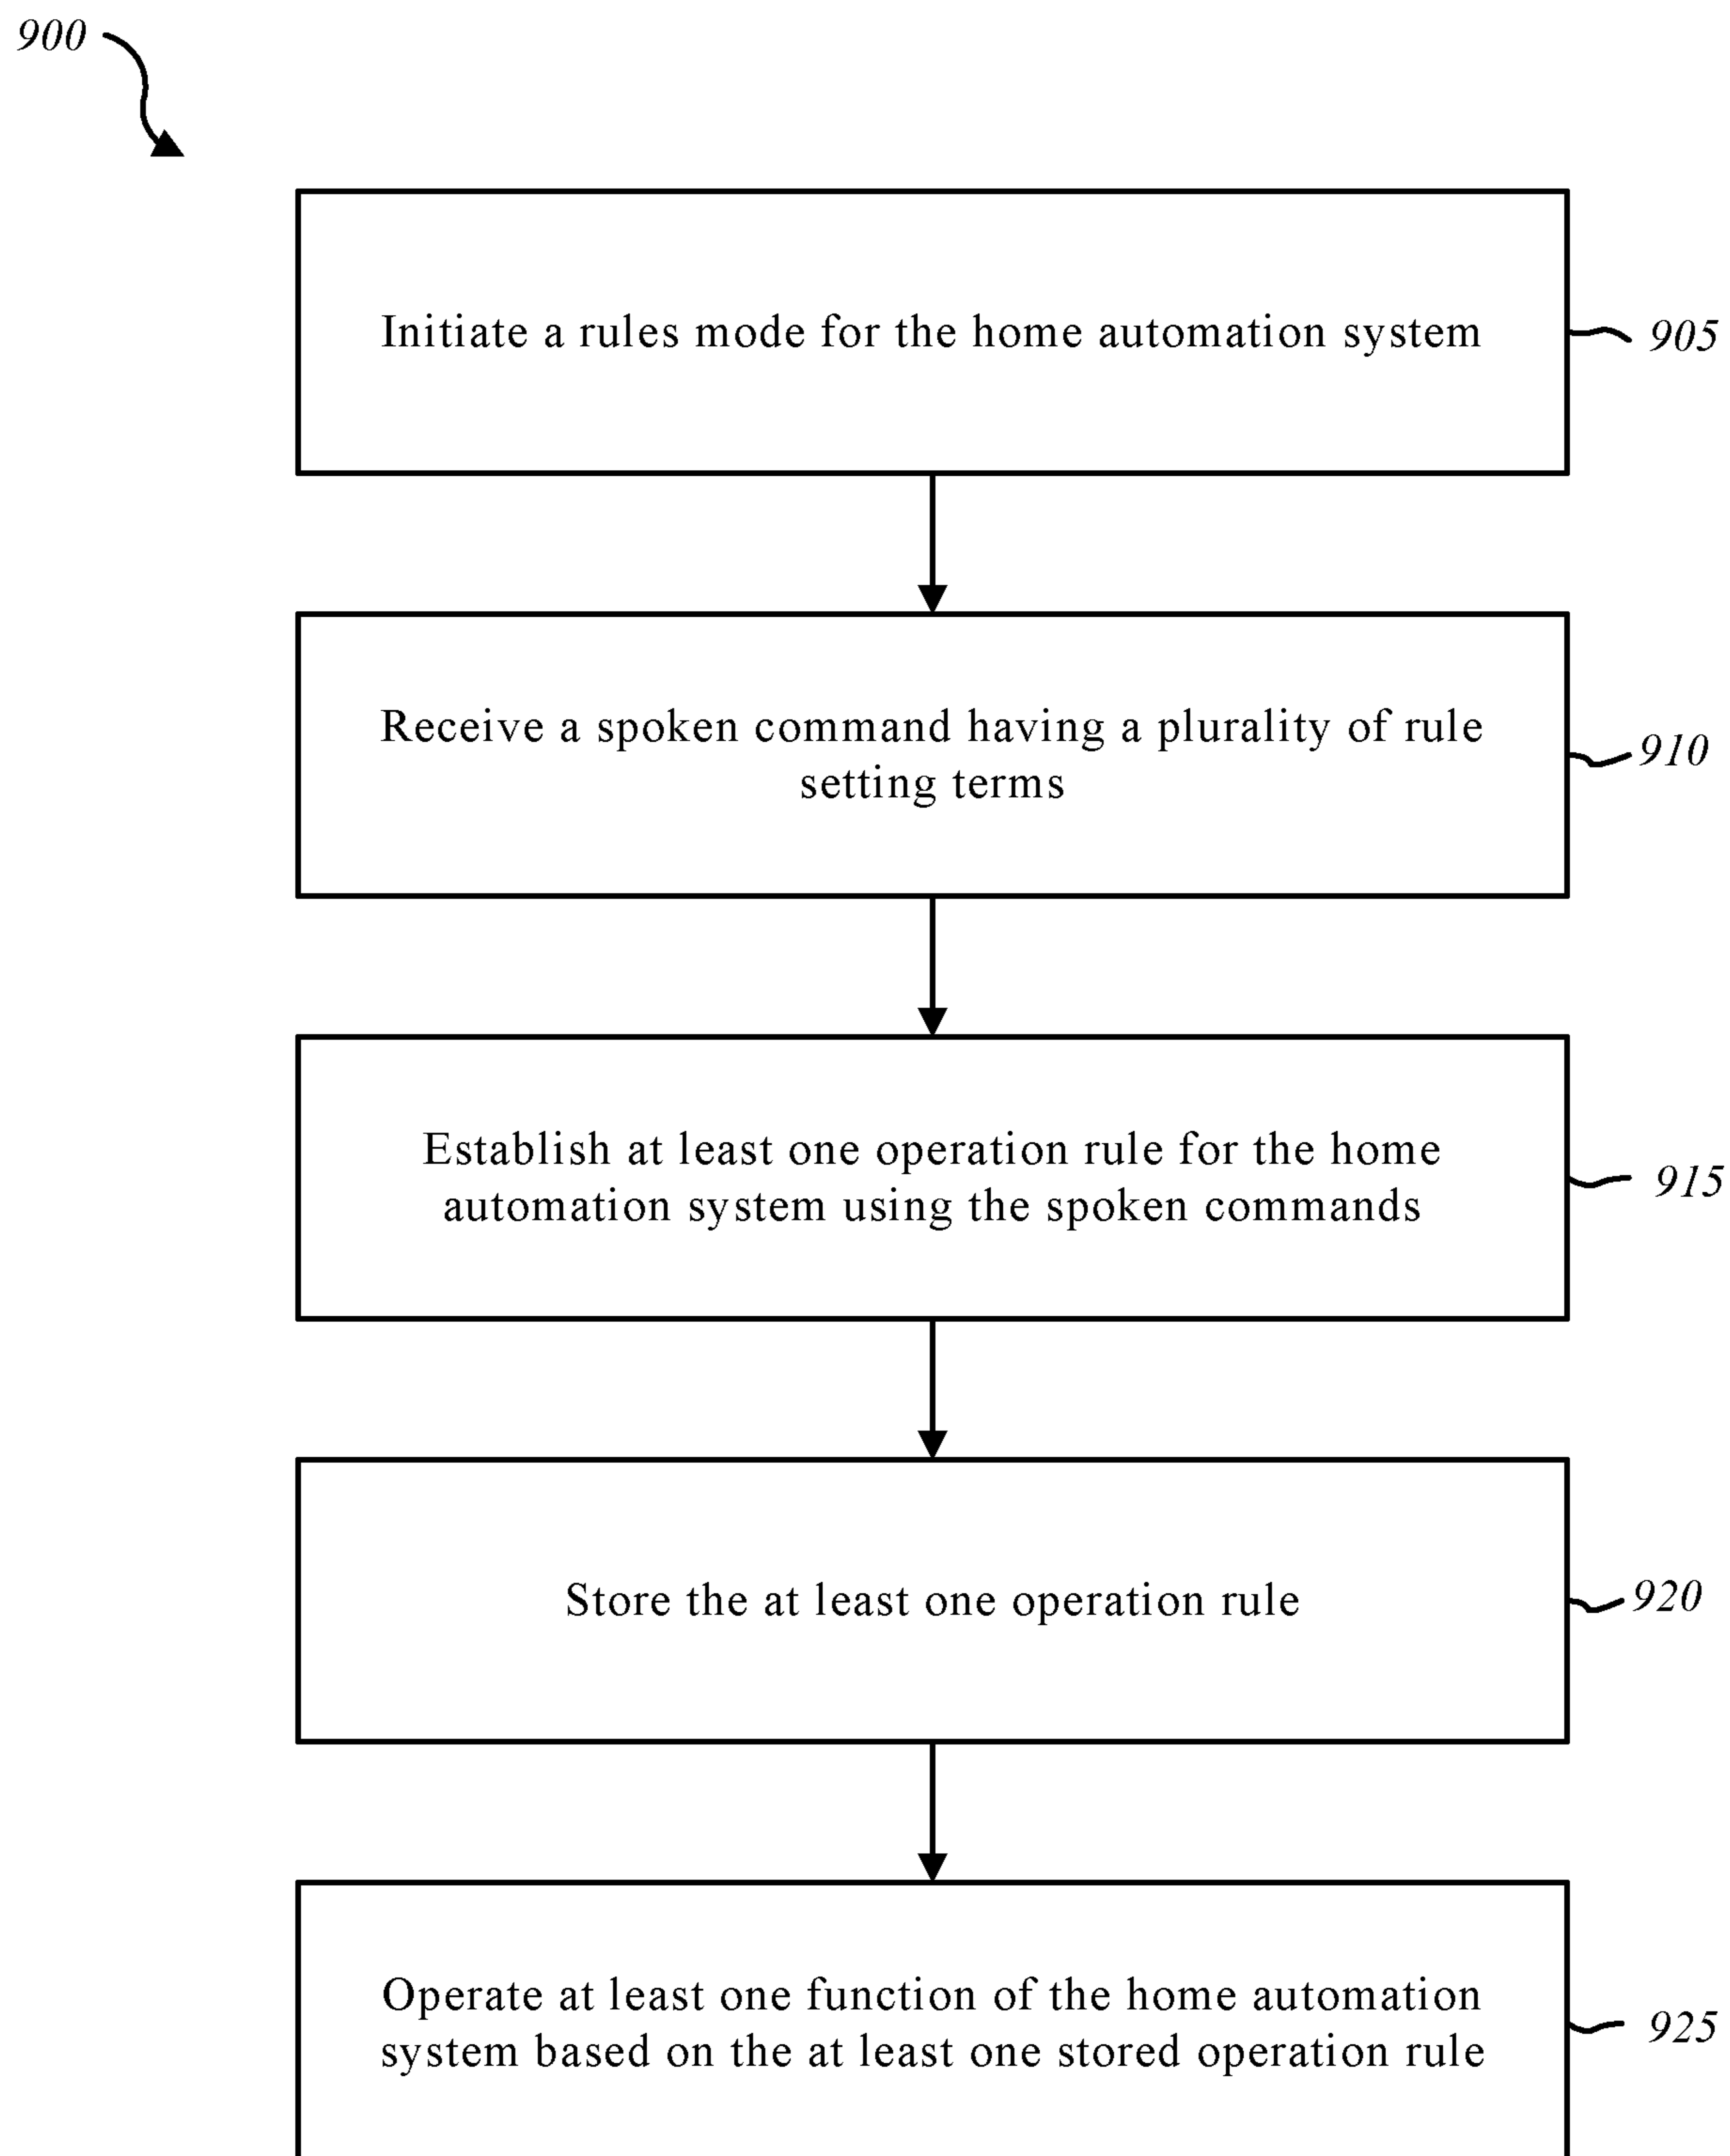 900
Initiate a rules mode for the home automation system
905
Receive a spoken command having a plurality of rule
setting terms
910
Establish at least one operation rule for the home
automation system using the spoken commands
915
Store the at least one operation rule
920
Operate at least one function of the home automation
system based on the at least one stored operation rule
925